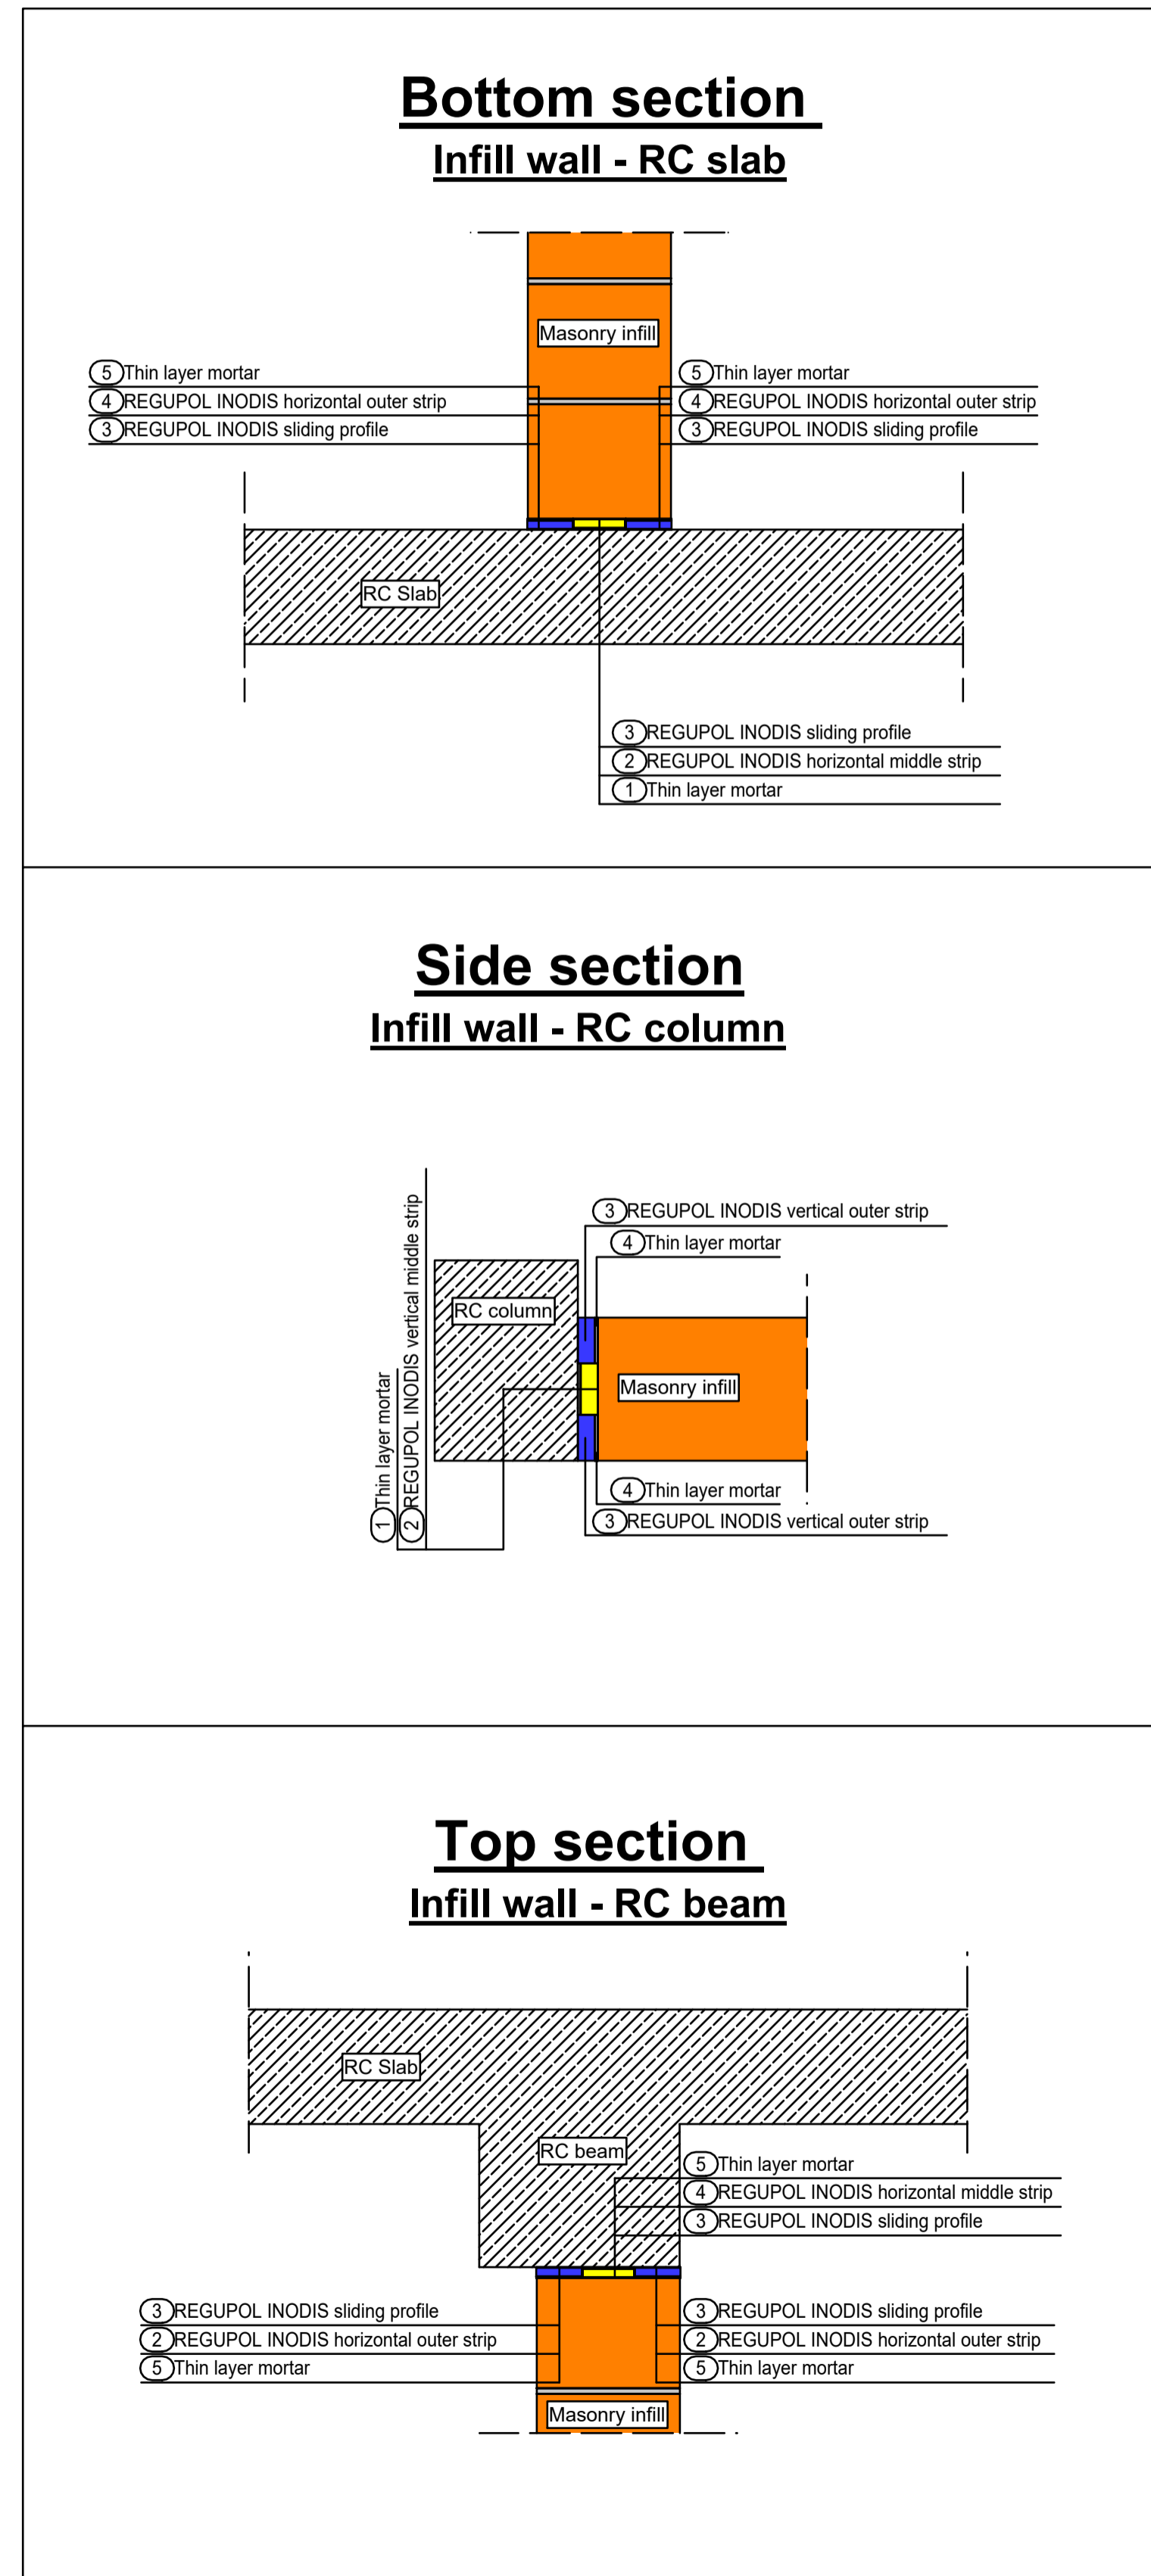 Bottom section
Infill wall - RC slab
Masonry infill
5 Thin layer mortar
4 REGUPOL INODIS horizontal outer strip
3 REGUPOL INODIS sliding profile
5 Thin layer mortar
4 REGUPOL INODIS horizontal outer strip
3 REGUPOL INODIS sliding profile
RC Slab
3 REGUPOL INODIS sliding profile
2 REGUPOL INODIS horizontal middle strip
1 Thin layer mortar
Side section
Infill wall - RC column
1 Thin layer mortar
2 REGUPOL INODIS vertical middle strip
3 REGUPOL INODIS vertical outer strip
4 Thin layer mortar
RC column
Masonry infill
4 Thin layer mortar
3 REGUPOL INODIS vertical outer strip
Top section
Infill wall - RC beam
RC Slab
RC beam
5 Thin layer mortar
4 REGUPOL INODIS horizontal middle strip
3 REGUPOL INODIS sliding profile
3 REGUPOL INODIS sliding profile
2 REGUPOL INODIS horizontal outer strip
5 Thin layer mortar
3 REGUPOL INODIS sliding profile
2 REGUPOL INODIS horizontal outer strip
5 Thin layer mortar
Masonry infill